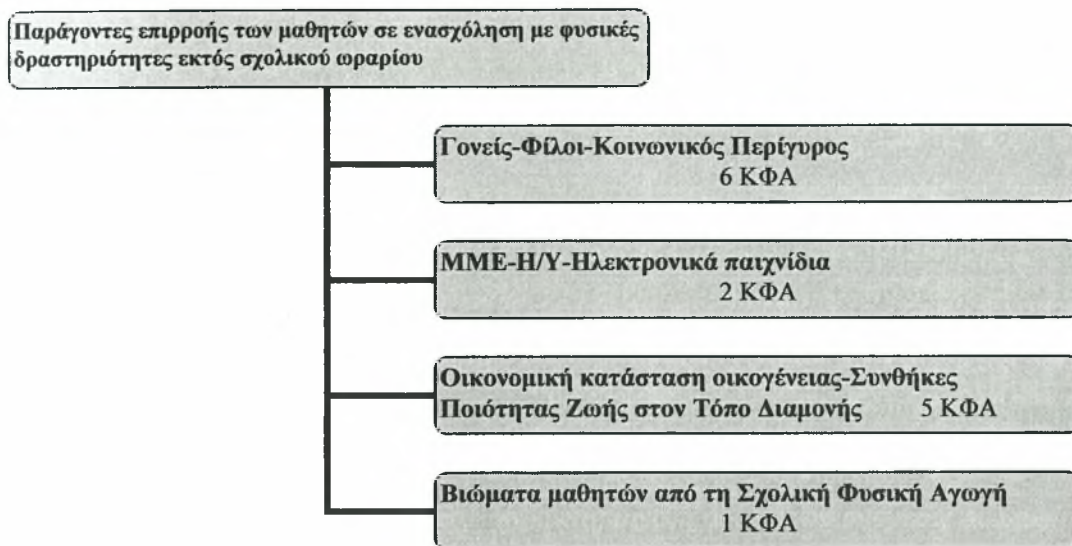 Παράγοντες επιρροής των μαθητών σε ενασχόληση με φυσικές
δραστηριότητες εκτός σχολικού ωραρίου
Γονείς-Φίλοι-Κοινωνικός Περίγυρος
6 ΚΦΑ
ΜΜΕ-Η/Υ-Ηλεκτρονικά παιχνίδια
2 ΚΦΑ
Οικονομική κατάσταση οικογένειας-Συνθήκες
Ποιότητας Ζωής στον Τόπο Διαμονής 5 ΚΦΑ
Βιώματα μαθητών από τη Σχολική Φυσική Αγωγή
1 ΚΦΑ